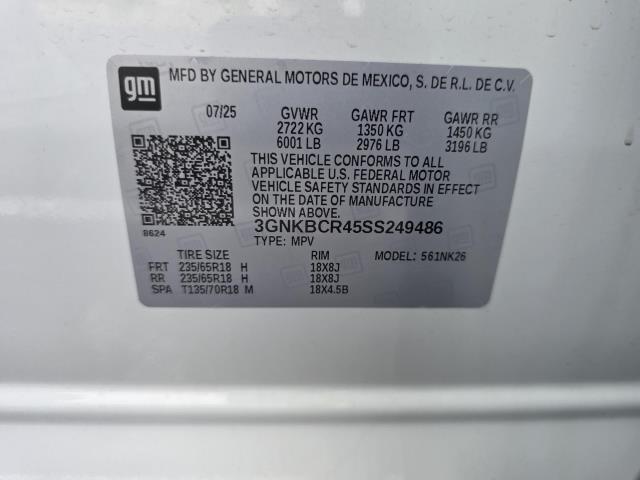 gm
MFD BY GENERAL MOTORS DE MEXICO, S. DE R.L. DE C.V.
07/25 GVWR GAWR FRT GAWR RR
2722 KG 1350 KG 1450 KG
6001 LB 2976 LB 3196 LB
THIS VEHICLE CONFORMS TO ALL
APPLICABLE U.S. FEDERAL MOTOR
VEHICLE SAFETY STANDARDS IN EFFECT
ON THE DATE OF MANUFACTURE
SHOWN ABOVE.
8624 3GNKBCR45SS249486
TYPE: MPV
TIRE SIZE RIM MODEL: 561NK26
FRT 235/65R18 H 18X8J
RR 235/65R18 H 18X8J
SPA T135/70R18 M 18X4.5B